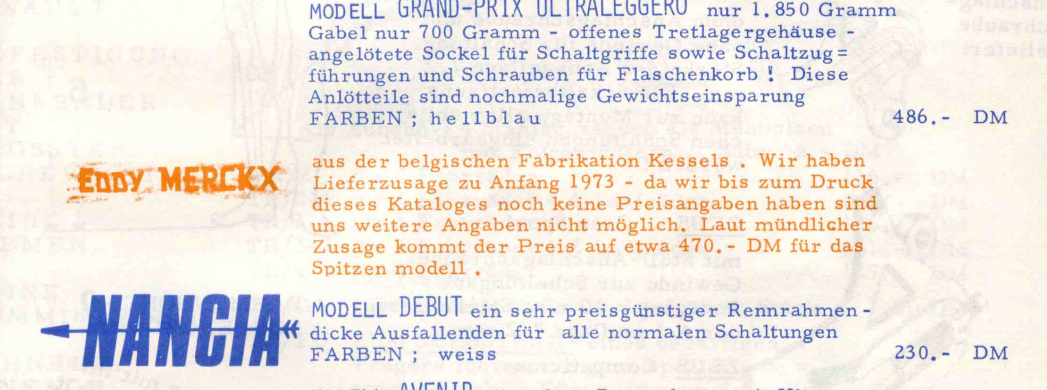 MODELL GRAND-PRIX ULTRALEGGERO nur 1.850 Gramm
Gabel nur 700 Gramm - offenes Tretlagergehäuse -
angelötete Sockel für Schaltgriffe sowie Schaltzug=
führungen und Schrauben für Flaschenkorb ! Diese
Anlötteile sind nochmalige Gewichtseinsparung
FARBEN ; hellblau 486.- DM
EDDY MERCKX
aus der belgischen Fabrikation Kessels . Wir haben
Lieferzusage zu Anfang 1973 - da wir bis zum Druck
dieses Kataloges noch keine Preisangaben haben sind
uns weitere Angaben nicht möglich. Laut mündlicher
Zusage kommt der Preis auf etwa 470.- DM für das
Spitzen modell .
NANCIA
MODELL DEBUT ein sehr preisgünstiger Rennrahmen -
dicke Ausfallenden für alle normalen Schaltungen
FARBEN ; weiss 230.- DM
AVENIR